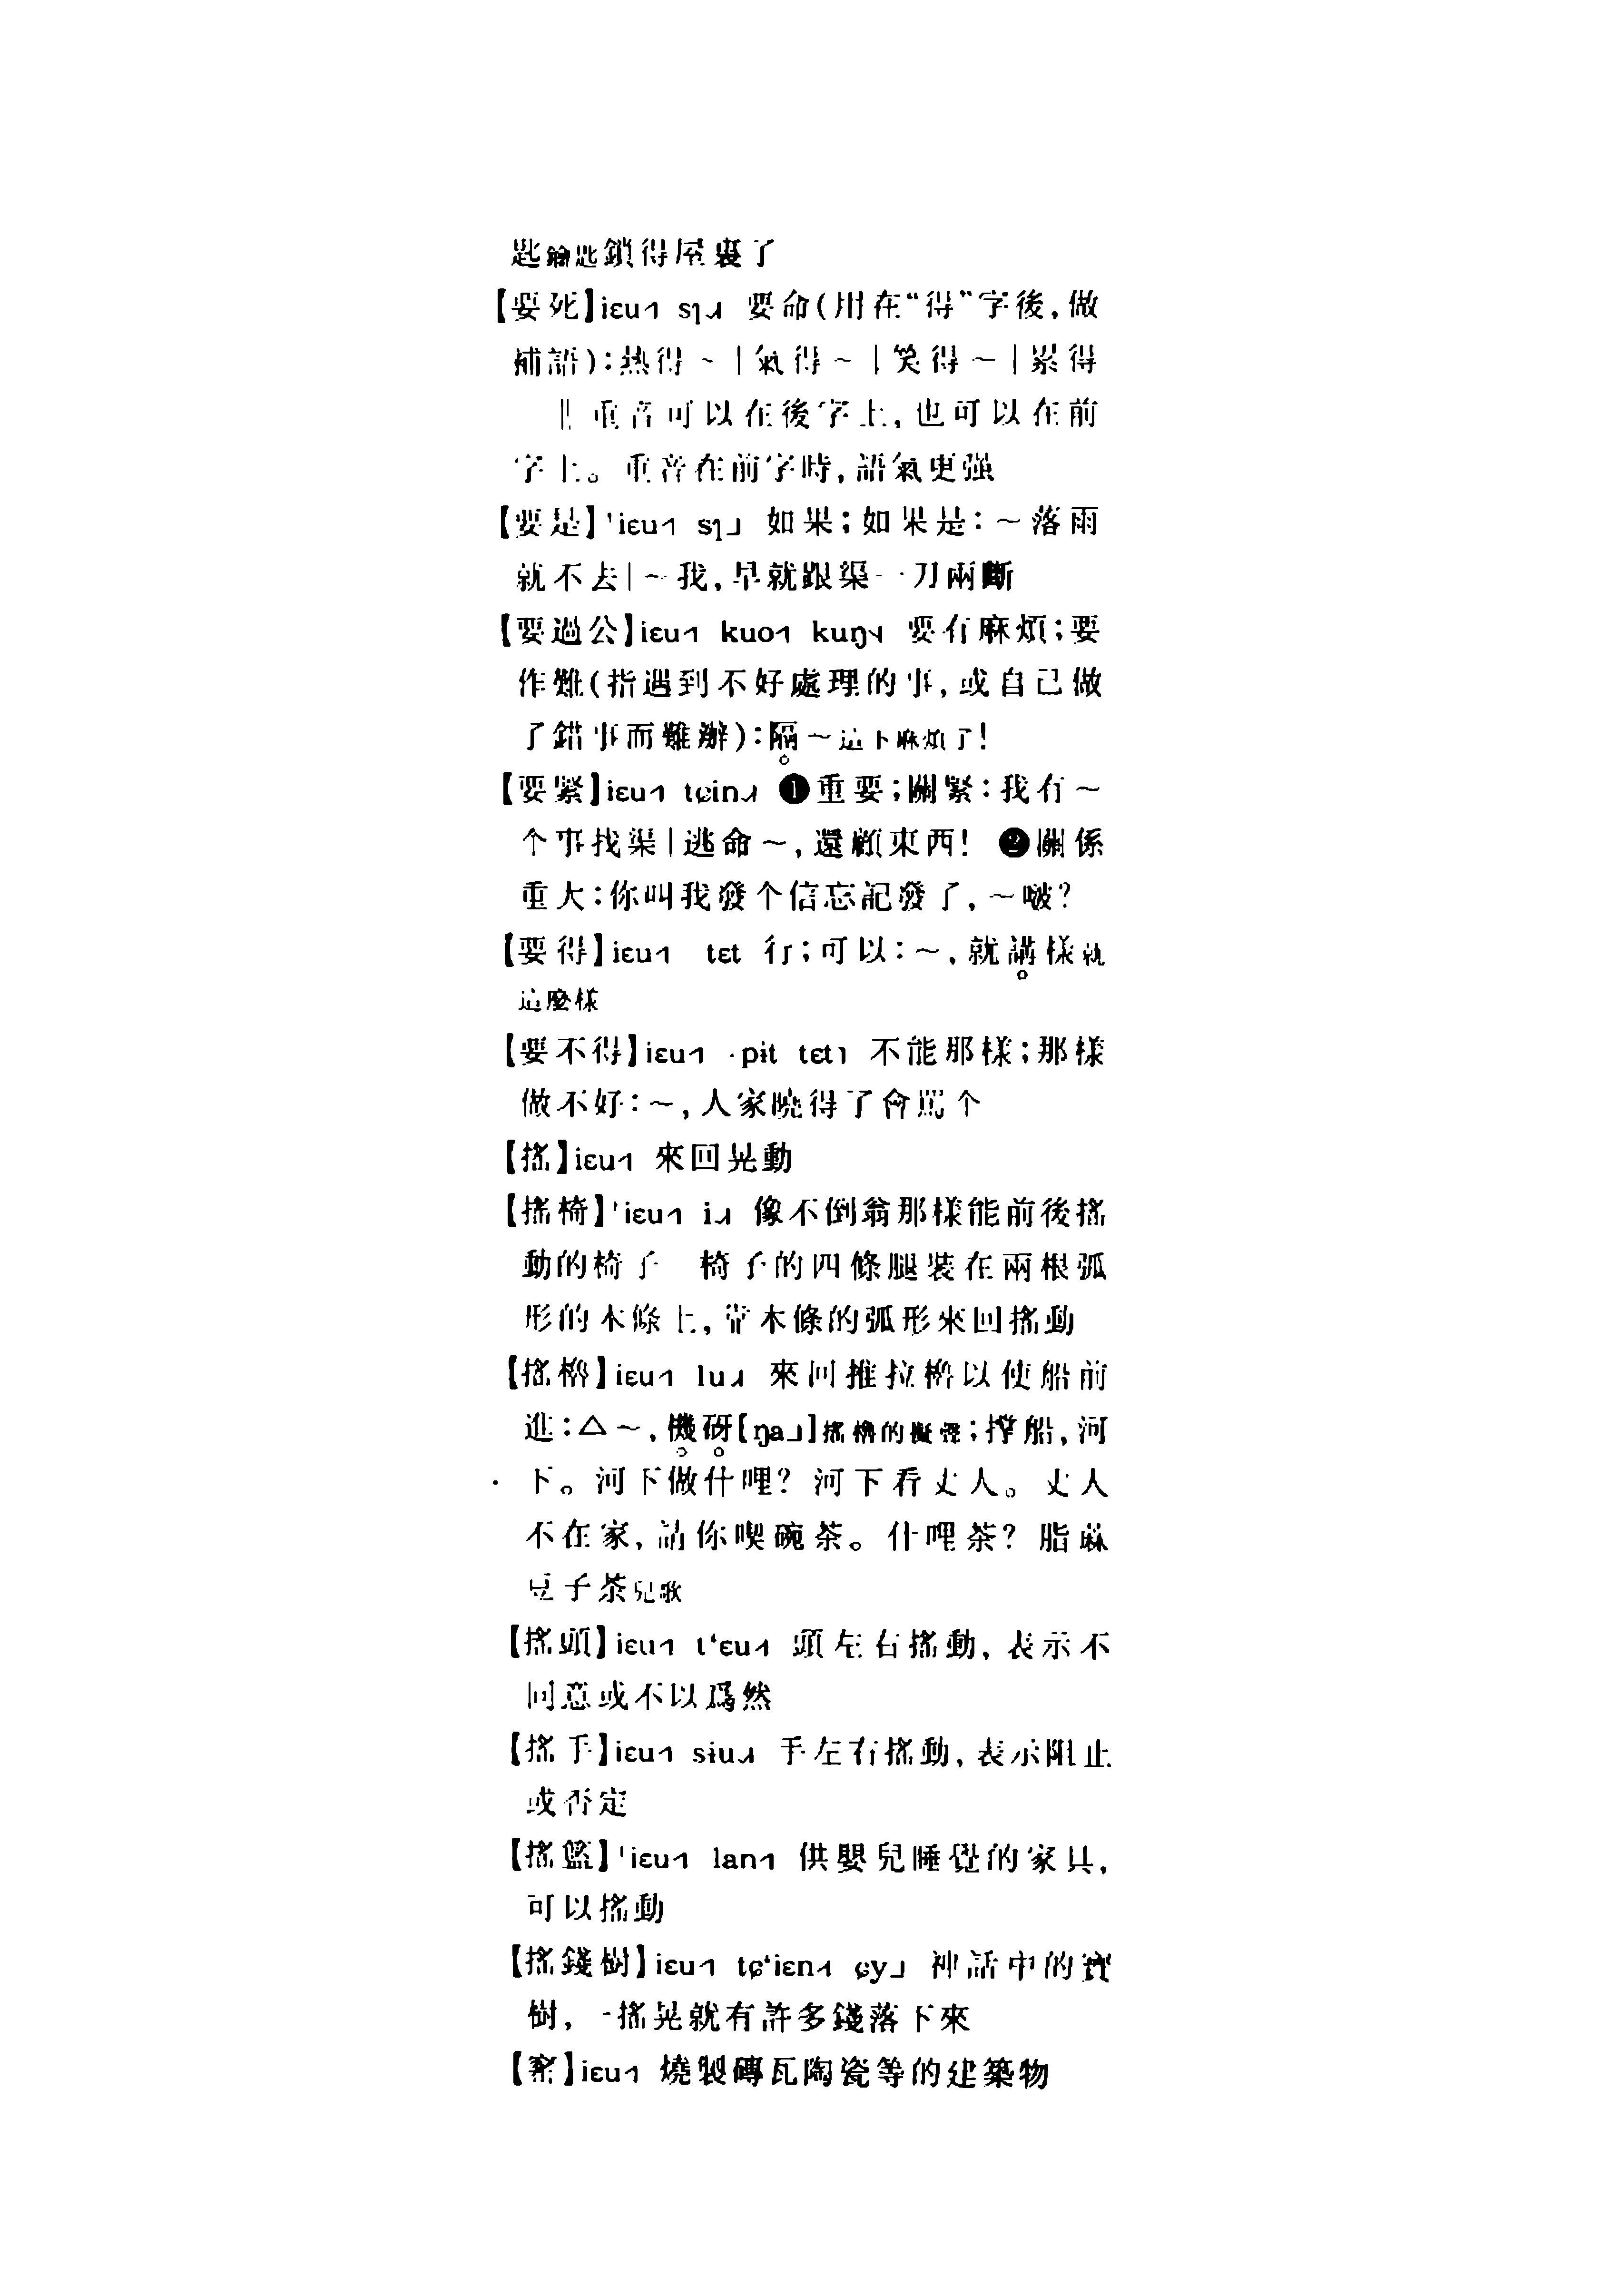 匙鑰匙鎖得屋裏了
【要死】iɛu˧ sɿ 要命(用在“得”字後,做
補語):熱得~|氣得~|笑得~|累得
‖重音可以在後字上,也可以在前
字上。重音在前字時,語氣更强
【要是】'iɛu˧ sɿ˩ 如果;如果是:~落雨
就不去|~我,早就跟渠一刀兩斷
【要過公】iɛu kuo kuŋ 要有麻煩;要
作難(指遇到不好處理的事,或自己做
了錯事而難辦):隔~這下麻煩了!
【要緊】iɛu tɕin ❶重要;關緊:我有~
个事找渠|逃命~,還顧東西! ❷關係
重大:你叫我發个信忘記發了,~啵?
【要得】iɛu tɛt 行;可以:~,就講樣就
這麼樣
【要不得】iɛu ·pit tɛt 不能那樣;那樣
做不好:~,人家曉得了會駡个
【搖】iɛu 來回晃動
【搖椅】'iɛu i 像不倒翁那樣能前後搖
動的椅子 椅子的四條腿裝在兩根弧
形的木條上,靠木條的弧形來回搖動
【搖櫓】iɛu lu 來回推拉櫓以使船前
進:△~,機砑[ŋa˩]搖櫓的擬聲;撑船,河
下。河下做什哩?河下看丈人。丈人
不在家,請你喫碗茶。什哩茶?脂麻
豆子茶兒歌
【搖頭】iɛu t‘ɛu 頭左右搖動,表示不
同意或不以爲然
【搖手】iɛu sɨu 手左右搖動,表示阻止
或否定
【搖籃】'iɛu lan 供嬰兒睡覺的家具,
可以搖動
【搖錢樹】iɛu tɕ‘iɛn ɕy˩ 神話中的寶
樹,一搖晃就有許多錢落下來
【窰】iɛu 燒製磚瓦陶瓷等的建築物